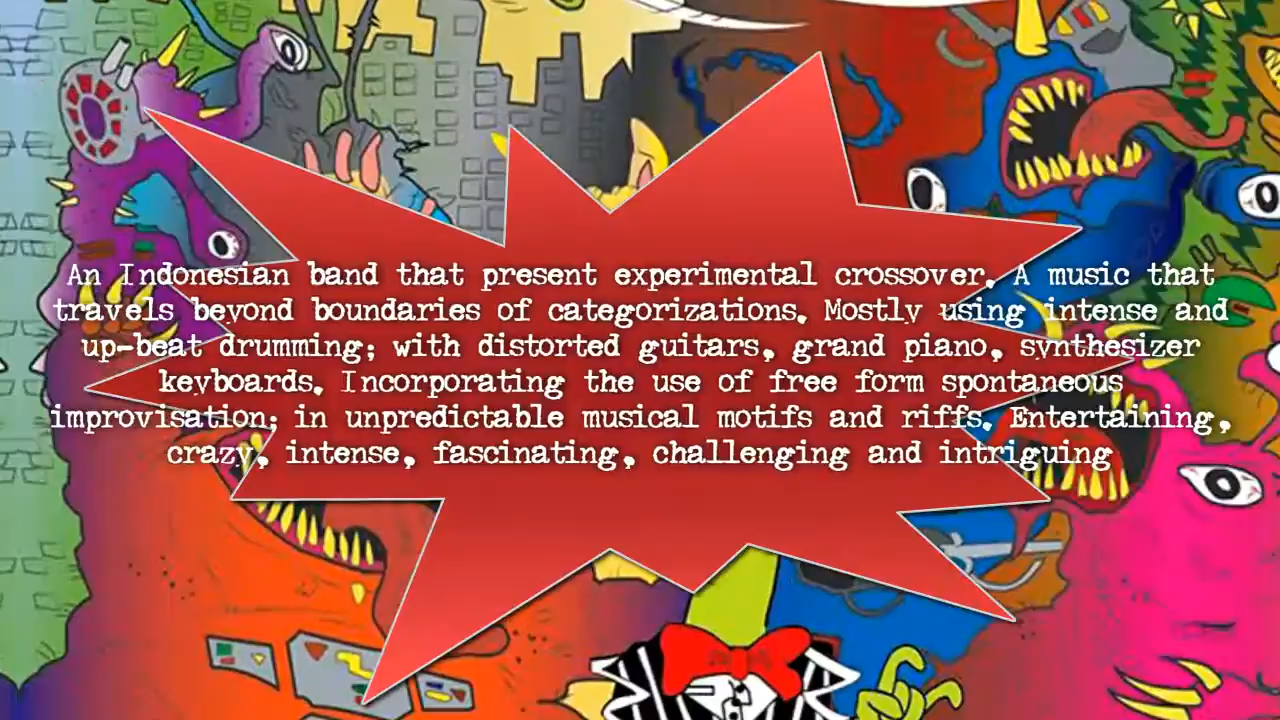 An Indonesian band that present experimental crossover. A music that
travels beyond boundaries of categorizations. Mostly using intense and
up-beat drumming; with distorted guitars, grand piano, synthesizer
keyboards. Incorporating the use of free form spontaneous
improvisation; in unpredictable musical motifs and riffs. Entertaining,
crazy, intense, fascinating, challenging and intriguing